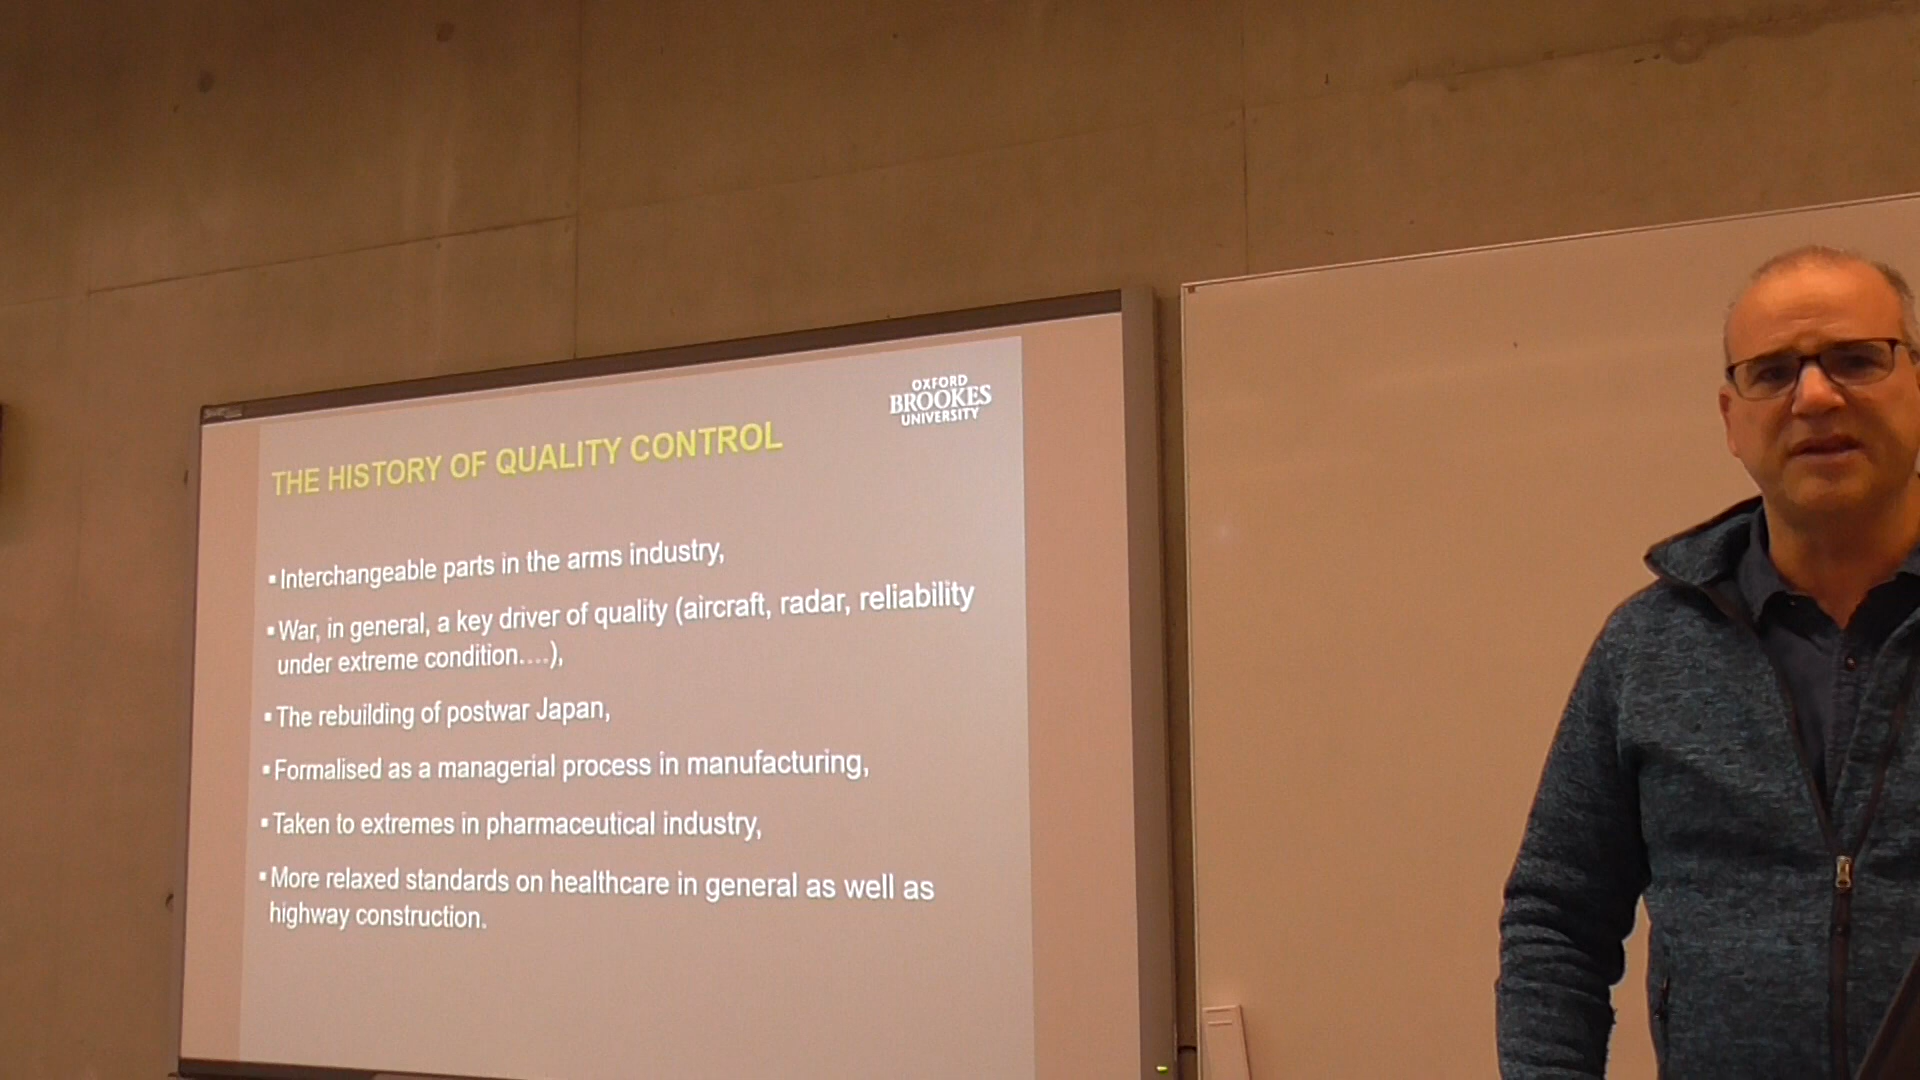 OXFORD
BROOKES
UNIVERSITY
THE HISTORY OF QUALITY CONTROL
▪ Interchangeable parts in the arms industry,
▪ War, in general, a key driver of quality (aircraft, radar, reliability
under extreme condition....),
▪ The rebuilding of postwar Japan,
▪ Formalised as a managerial process in manufacturing,
▪ Taken to extremes in pharmaceutical industry,
▪ More relaxed standards on healthcare in general as well as
highway construction.